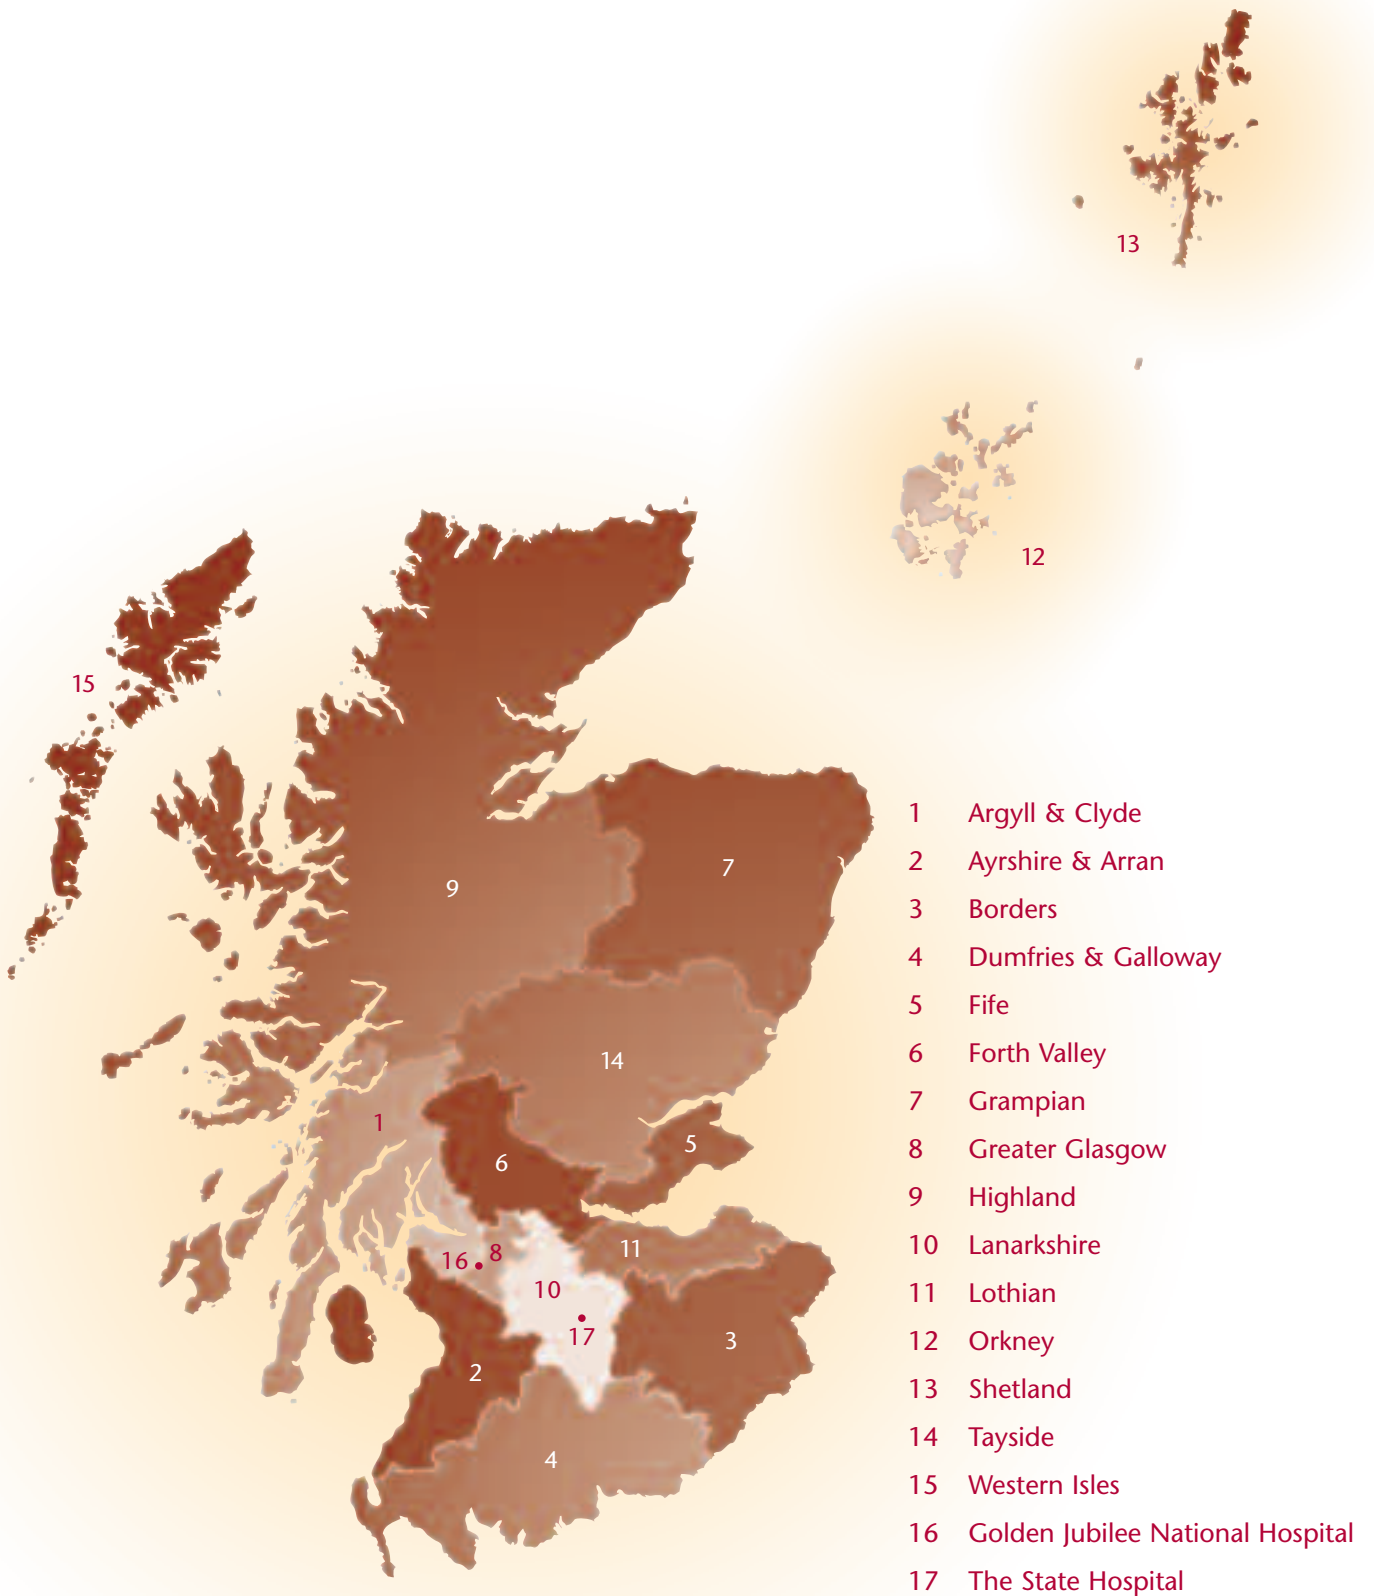 13
12
15
9
7
14
1
5
6
11
16
8
10
17
3
2
4
1 Argyll & Clyde
2 Ayrshire & Arran
3 Borders
4 Dumfries & Galloway
5 Fife
6 Forth Valley
7 Grampian
8 Greater Glasgow
9 Highland
10 Lanarkshire
11 Lothian
12 Orkney
13 Shetland
14 Tayside
15 Western Isles
16 Golden Jubilee National Hospital
17 The State Hospital